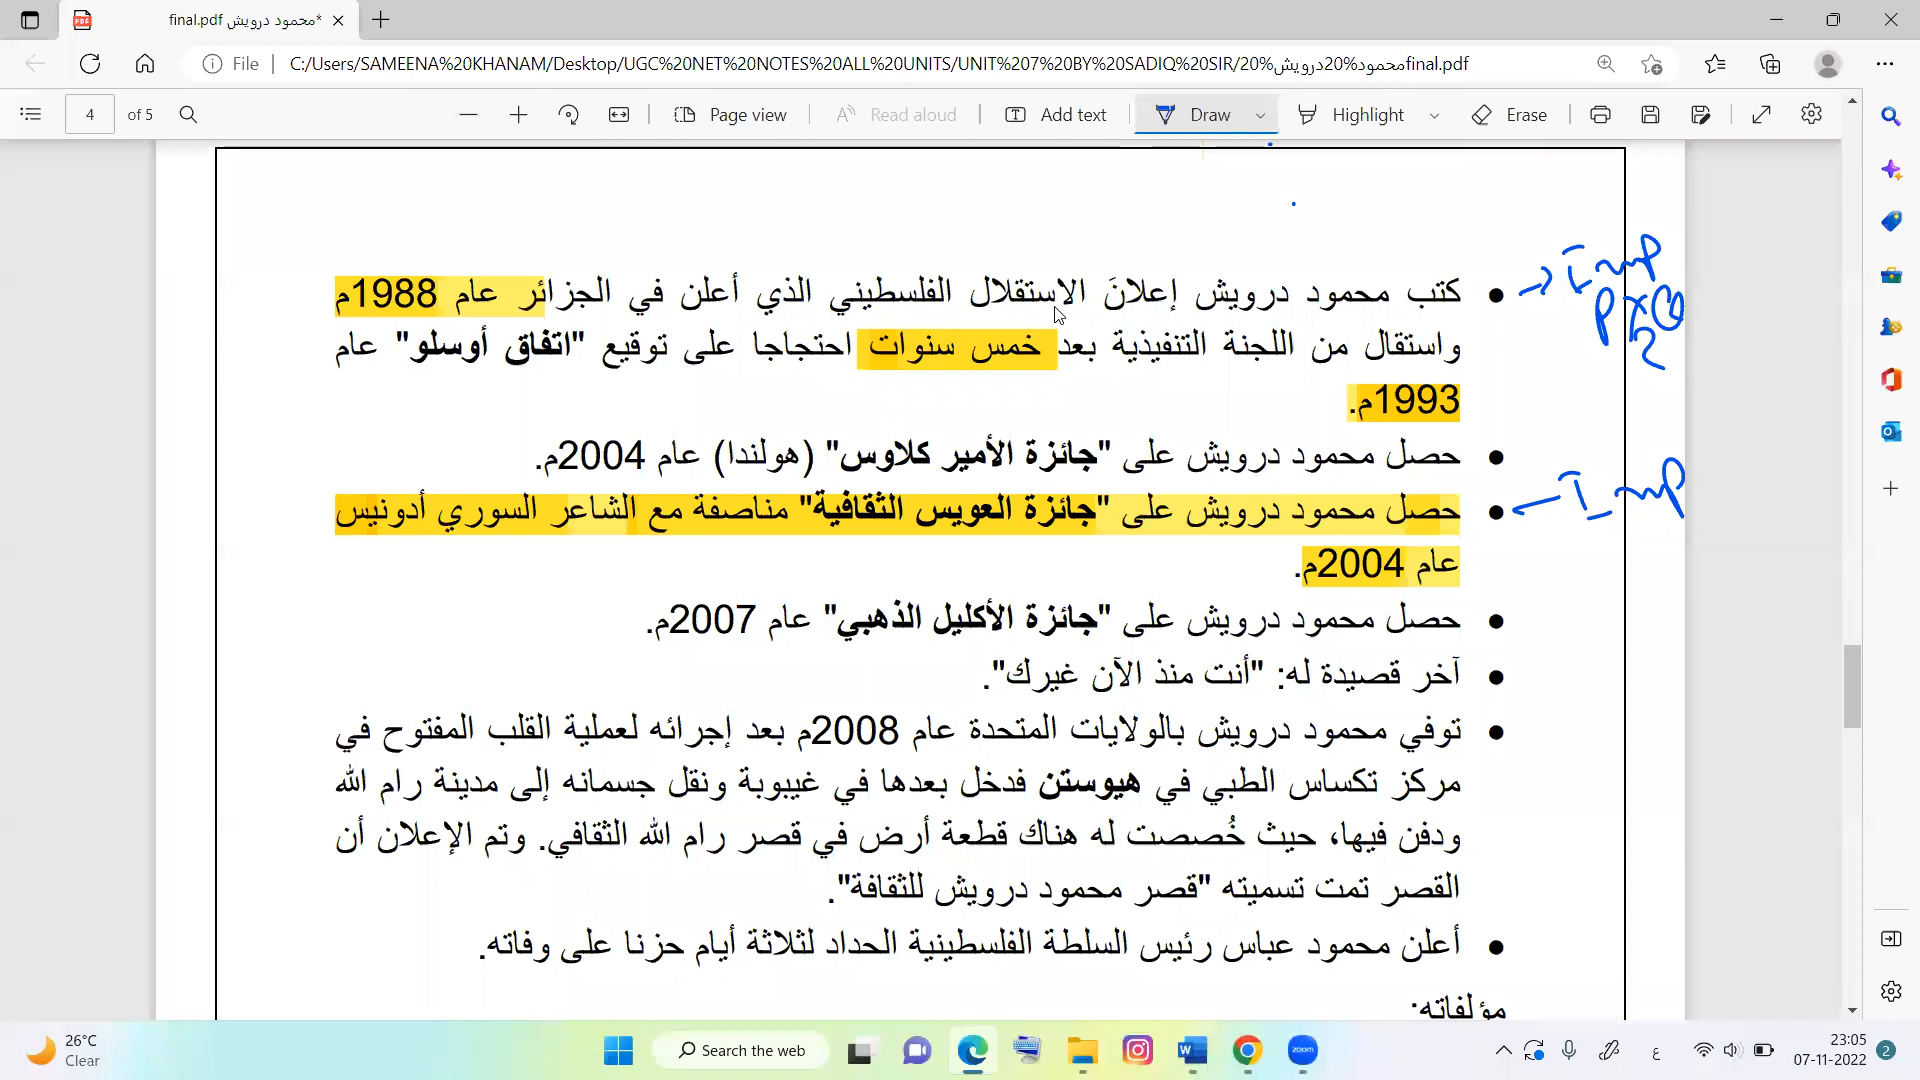 محمود درويش final.pdf*
File
C:/Users/SAMEENA%20KHANAM/Desktop/UGC%20NET%20NOTES%20ALL%20UNITS/UNIT%207%20BY%20SADIQ%20SIR/محمود%20درويش%20final.pdf
4 of 5
Page view
Read aloud
Add text
Draw
Highlight
Erase
كتب محمود درويش إعلانَ الإستقلال الفلسطيني الذي أعلن في الجزائر عام 1988م
واستقال من اللجنة التنفيذية بعد خمس سنوات احتجاجا على توقيع "اتفاق أوسلو" عام
1993م.
حصل محمود درويش على "جائزة الأمير كلاوس" (هولندا) عام 2004م.
حصل محمود درويش على "جائزة العويس الثقافية" مناصفة مع الشاعر السوري أدونيس
عام 2004م.
حصل محمود درويش على "جائزة الأكليل الذهبي" عام 2007م.
آخر قصيدة له: "أنت منذ الآن غيرك".
توفي محمود درويش بالولايات المتحدة عام 2008م بعد إجرائه لعملية القلب المفتوح في
مركز تكساس الطبي في هيوستن فدخل بعدها في غيبوبة ونقل جسمانه إلى مدينة رام الله
ودفن فيها، حيث خُصصت له هناك قطعة أرض في قصر رام الله الثقافي. وتم الإعلان أن
القصر تمت تسميته "قصر محمود درويش للثقافة".
أعلن محمود عباس رئيس السلطة الفلسطينية الحداد لثلاثة أيام حزنا على وفاته.
مؤلفاته:
Imp
Imp
26°C
Clear
Search the web
zoom
ع
23:05
07-11-2022
2